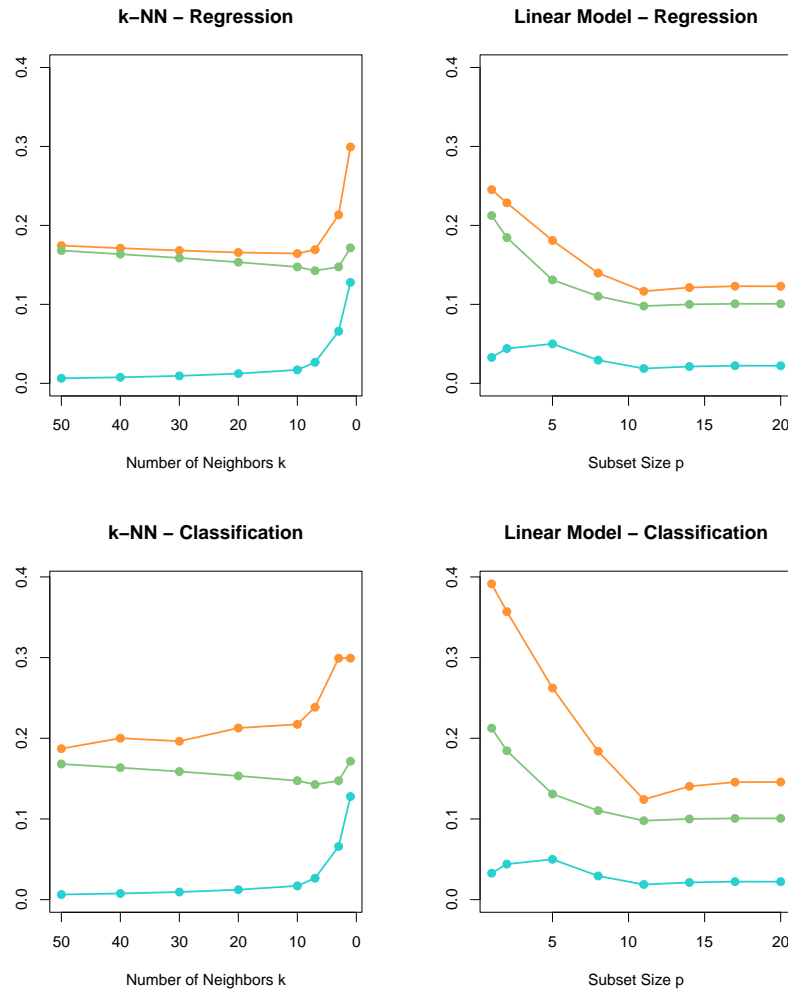 k−NN − Regression
0.0 0.1 0.2 0.3 0.4
50 40 30 20 10 0
Number of Neighbors k
Linear Model − Regression
0.0 0.1 0.2 0.3 0.4
5 10 15 20
Subset Size p
k−NN − Classification
0.0 0.1 0.2 0.3 0.4
50 40 30 20 10 0
Number of Neighbors k
Linear Model − Classification
0.0 0.1 0.2 0.3 0.4
5 10 15 20
Subset Size p